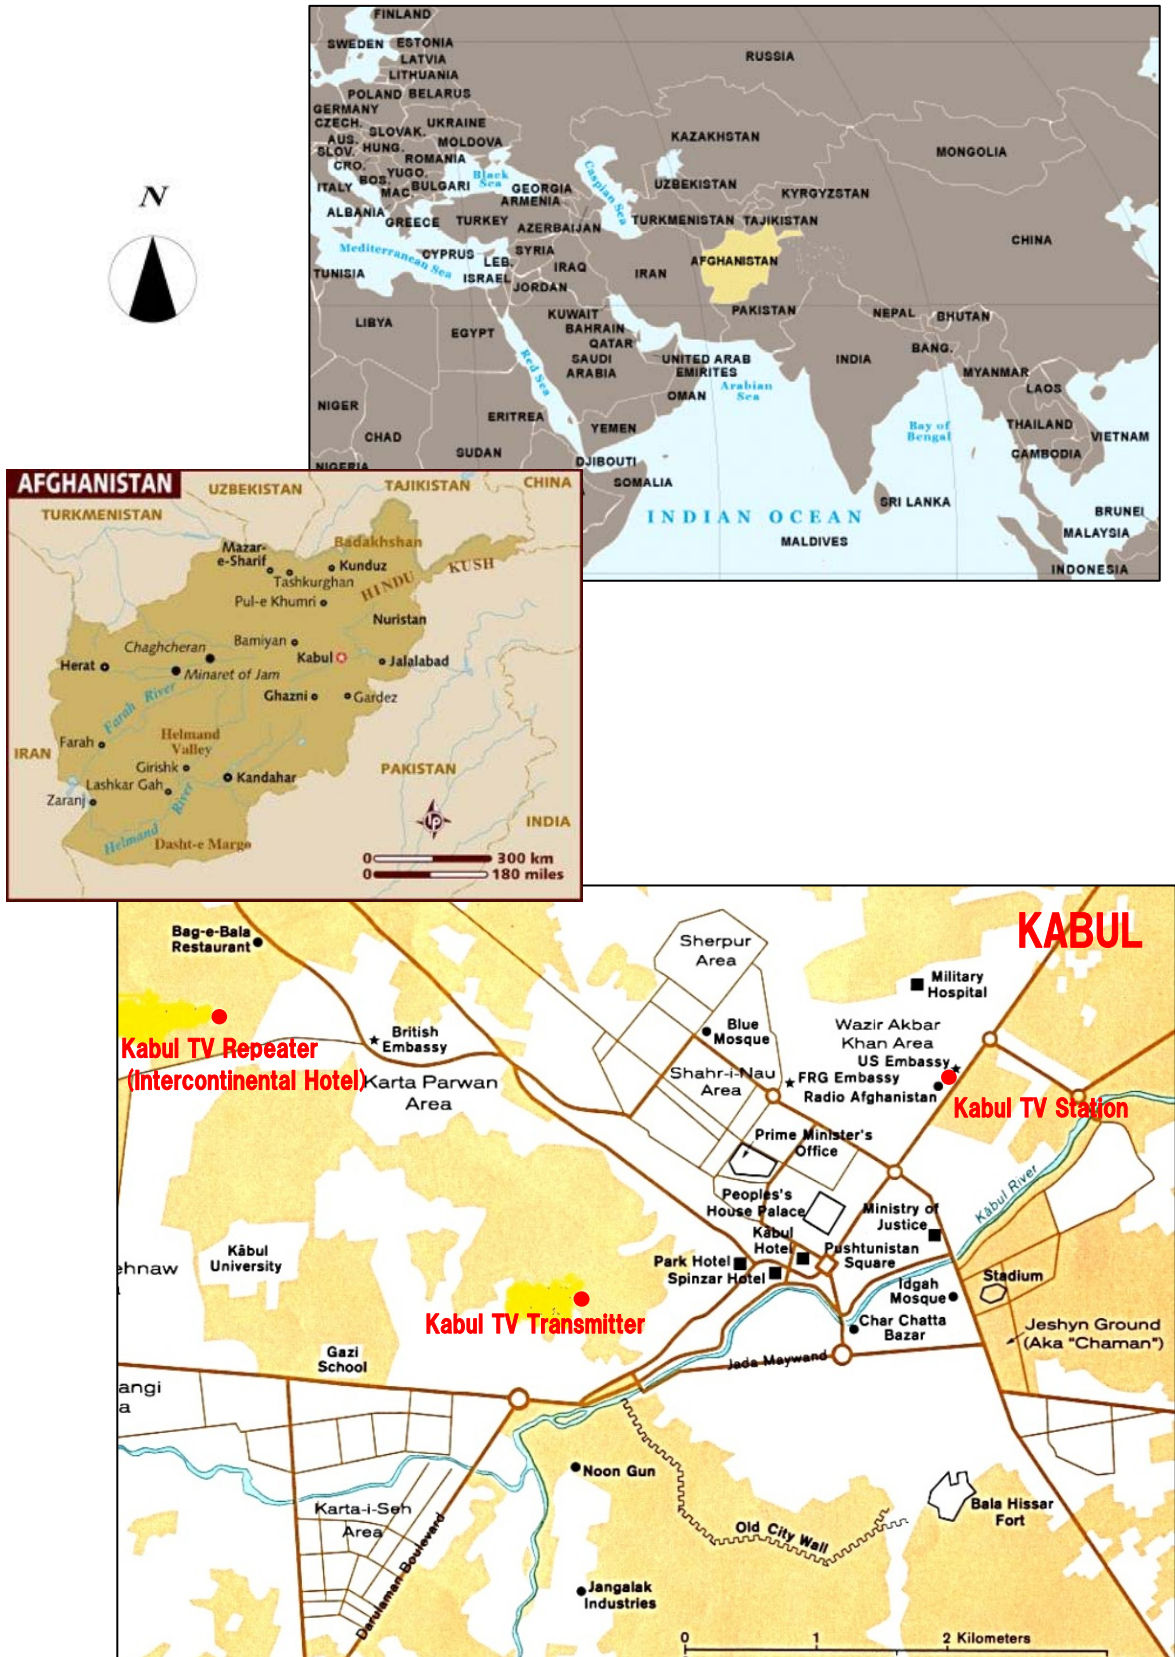 FINLAND
SWEDEN
ESTONIA
LATVIA
LITHUANIA
RUSSIA
POLAND
BELARUS
GERMANY
CZECH.
SLOVAK.
UKRAINE
AUS.
HUNG.
MOLDOVA
SLOV.
CRO.
ROMANIA
BOS.
YUGO.
ITALY
MAC.
BULGARI
Black
Sea
GEORGIA
ARMENIA
Caspian Sea
KAZAKHSTAN
MONGOLIA
UZBEKISTAN
KYRGYZSTAN
ALBANIA
GREECE
TURKEY
AZERBAIJAN
TURKMENISTAN
TAJIKISTAN
CHINA
Mediterranean Sea
CYPRUS
SYRIA
LEB.
ISRAEL
IRAQ
JORDAN
IRAN
AFGHANISTAN
TUNISIA
LIBYA
EGYPT
KUWAIT
BAHRAIN
QATAR
PAKISTAN
NEPAL
BHUTAN
Red Sea
SAUDI
ARABIA
UNITED ARAB
EMIRITES
OMAN
Arabian
Sea
INDIA
BANG.
MYANMAR
LAOS
NIGER
CHAD
ERITREA
SUDAN
YEMEN
Bay of
Bengal
THAILAND
VIETNAM
CAMBODIA
NIGERIA
DJIBOUTI
SOMALIA
SRI LANKA
INDIAN OCEAN
MALDIVES
BRUNEI
MALAYSIA
INDONESIA
N
AFGHANISTAN
UZBEKISTAN
TAJIKISTAN
CHINA
TURKMENISTAN
Badakhshan
Mazar-
e-Sharif
Kunduz
Tashkurghan
HINDU KUSH
Pul-e Khumri
Nuristan
Chaghcheran
Bamiyan
Kabul
Jalalabad
Herat
Minaret of Jam
Ghazni
Gardez
Farah River
Farah
Helmand
Valley
IRAN
Girishk
Kandahar
PAKISTAN
Lashkar Gah
Zaranj
Helmand River
Dasht-e Margo
INDIA
0 300 km
0 180 miles
KABUL
Bag-e-Bala
Restaurant
Sherpur
Area
Military
Hospital
Kabul TV Repeater
(Intercontinental Hotel)
British
Embassy
Blue
Mosque
Wazir Akbar
Khan Area
US Embassy
Karta Parwan
Area
Shahr-i-Nau
Area
FRG Embassy
Radio Afghanistan
Kabul TV Station
Prime Minister's
Office
Peoples's
House Palace
Ministry of
Justice
Kābul River
Kābul
University
Kābul
Hotel
Pushtunistan
Square
Park Hotel
Spinzar Hotel
ehnaw
Idgah
Mosque
Stadium
Kabul TV Transmitter
Char Chatta
Bazar
Jeshyn Ground
(Aka "Chaman")
Gazi
School
Jada Maywand
angi
a
Noon Gun
Karta-i-Seh
Area
Old City Wall
Bala Hissar
Fort
Darulaman Boulevard
Jangalak
Industries
0 1 2 Kilometers